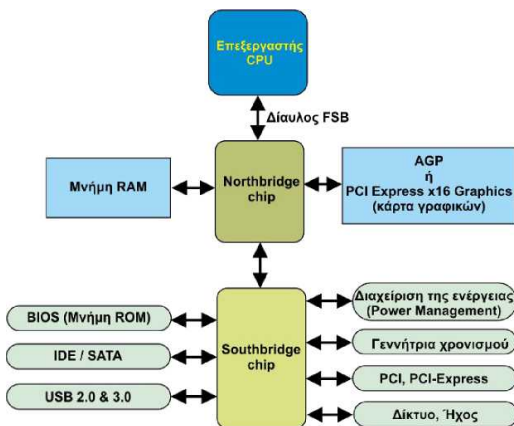 Επεξεργαστής
CPU
Δίαυλος FSB
Μνήμη RAM
Northbridge
chip
AGP
ή
PCI Express x16 Graphics
(κάρτα γραφικών)
BIOS (Μνήμη ROM)
IDE / SATA
USB 2.0 & 3.0
Southbridge
chip
Διαχείριση της ενέργειας
(Power Management)
Γεννήτρια χρονισμού
PCI, PCI-Express
Δίκτυο, Ήχος